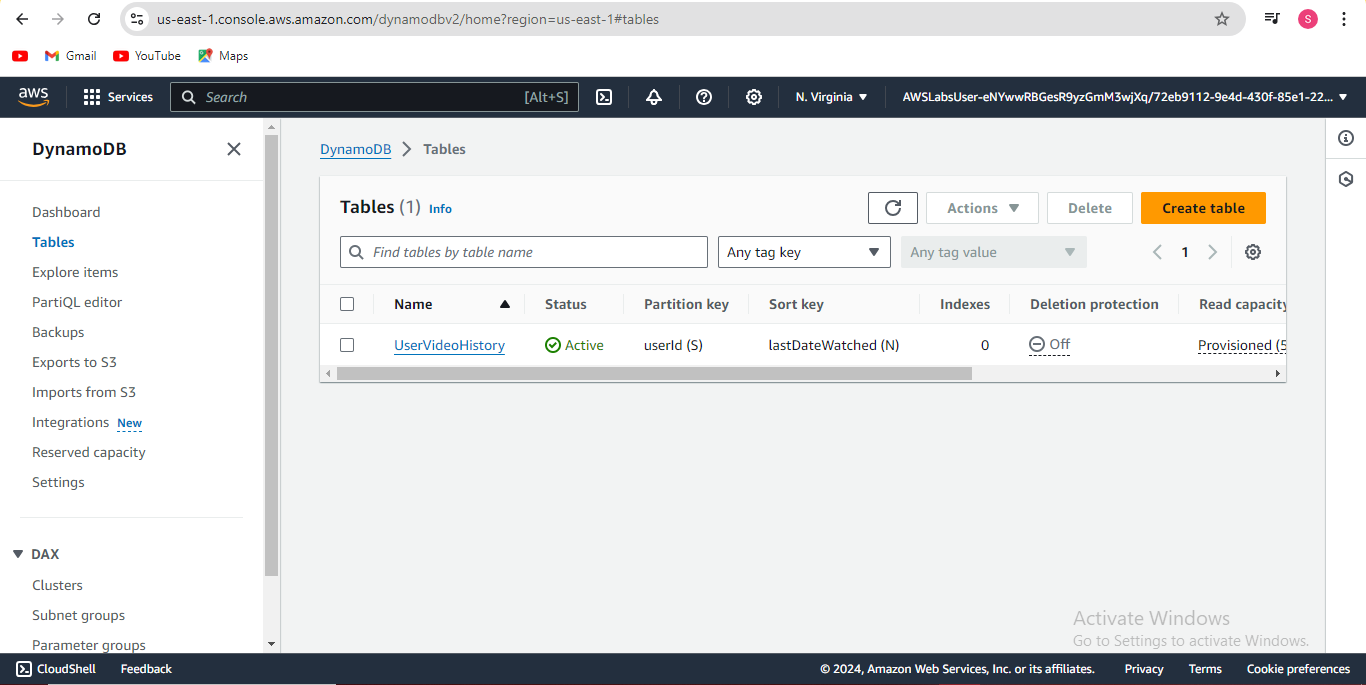 us-east-1.console.aws.amazon.com/dynamodbv2/home?region=us-east-1#tables
S
Gmail YouTube Maps
aws Services Search [Alt+S] N. Virginia AWSLabsUser-eNYwwRBGesR9yzGmM3wjXq/72eb9112-9e4d-430f-85e1-22...
DynamoDB
Dashboard
Tables
Explore items
PartiQL editor
Backups
Exports to S3
Imports from S3
Integrations New
Reserved capacity
Settings
DAX
Clusters
Subnet groups
Parameter groups
DynamoDB Tables
Tables (1) Info Actions Delete Create table
Find tables by table name Any tag key Any tag value 1
Name Status Partition key Sort key Indexes Deletion protection Read capacity
UserVideoHistory Active userId (S) lastDateWatched (N) 0 Off Provisioned (5
Activate Windows
Go to Settings to activate Windows.
CloudShell Feedback © 2024, Amazon Web Services, Inc. or its affiliates. Privacy Terms Cookie preferences